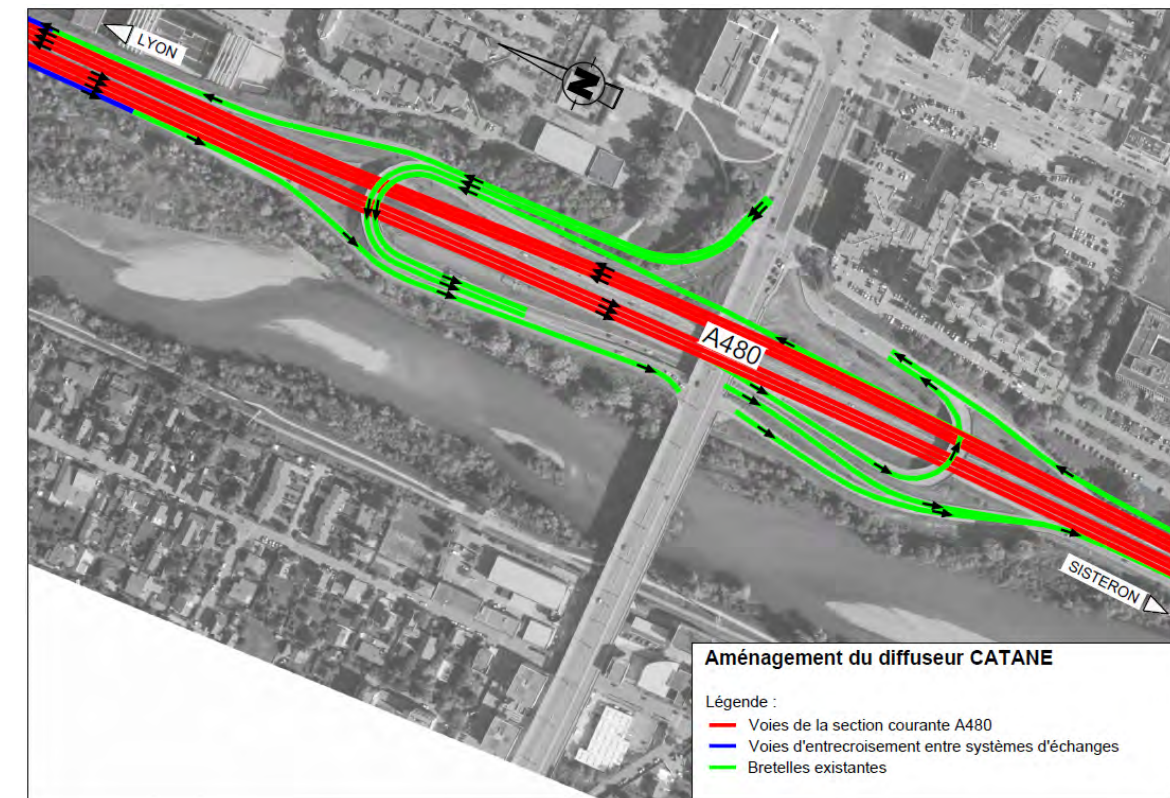 LYON
N
A480
SISTERON
Aménagement du diffuseur CATANE
Légende :
Voies de la section courante A480
Voies d'entrecroisement entre systèmes d'échanges
Bretelles existantes